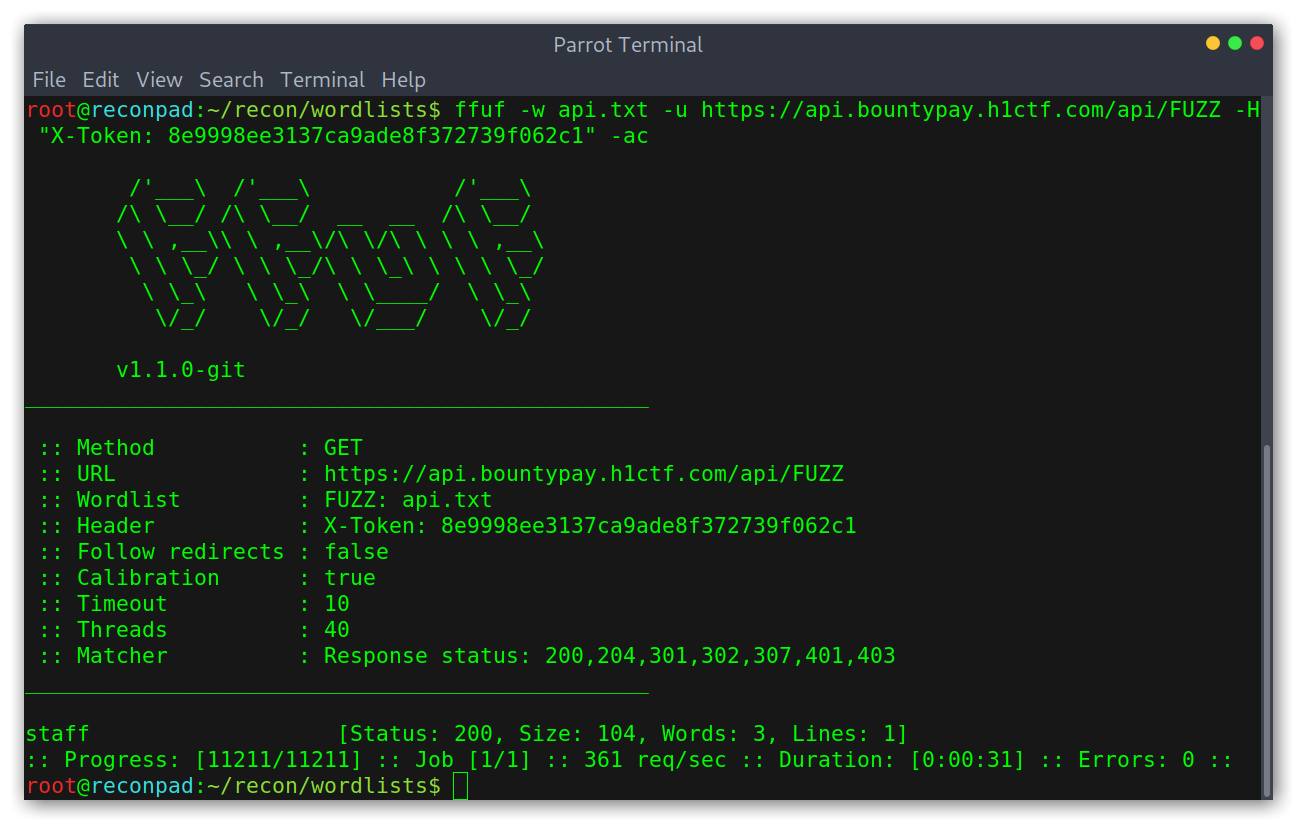 Parrot Terminal
File Edit View Search Terminal Help
root@reconpad:~/recon/wordlists$ ffuf -w api.txt -u https://api.bountypay.h1ctf.com/api/FUZZ -H
 "X-Token: 8e9998ee3137ca9ade8f372739f062c1" -ac
        /'___\  /'___\           /'___\
       /\ \__/ /\ \__/  __  __  /\ \__/
       \ \ ,__\\ \ ,__\/\ \/\ \ \ \ ,__\
        \ \ \_/ \ \ \_/\ \ \_\ \ \ \ \_/
         \ \_\   \ \_\  \ \____/  \ \_\
          \/_/    \/_/   \/___/    \/_/
       v1.1.0-git
________________________________________________
 :: Method           : GET
 :: URL              : https://api.bountypay.h1ctf.com/api/FUZZ
 :: Wordlist         : FUZZ: api.txt
 :: Header           : X-Token: 8e9998ee3137ca9ade8f372739f062c1
 :: Follow redirects : false
 :: Calibration      : true
 :: Timeout          : 10
 :: Threads          : 40
 :: Matcher          : Response status: 200,204,301,302,307,401,403
________________________________________________
staff                   [Status: 200, Size: 104, Words: 3, Lines: 1]
:: Progress: [11211/11211] :: Job [1/1] :: 361 req/sec :: Duration: [0:00:31] :: Errors: 0 ::
root@reconpad:~/recon/wordlists$